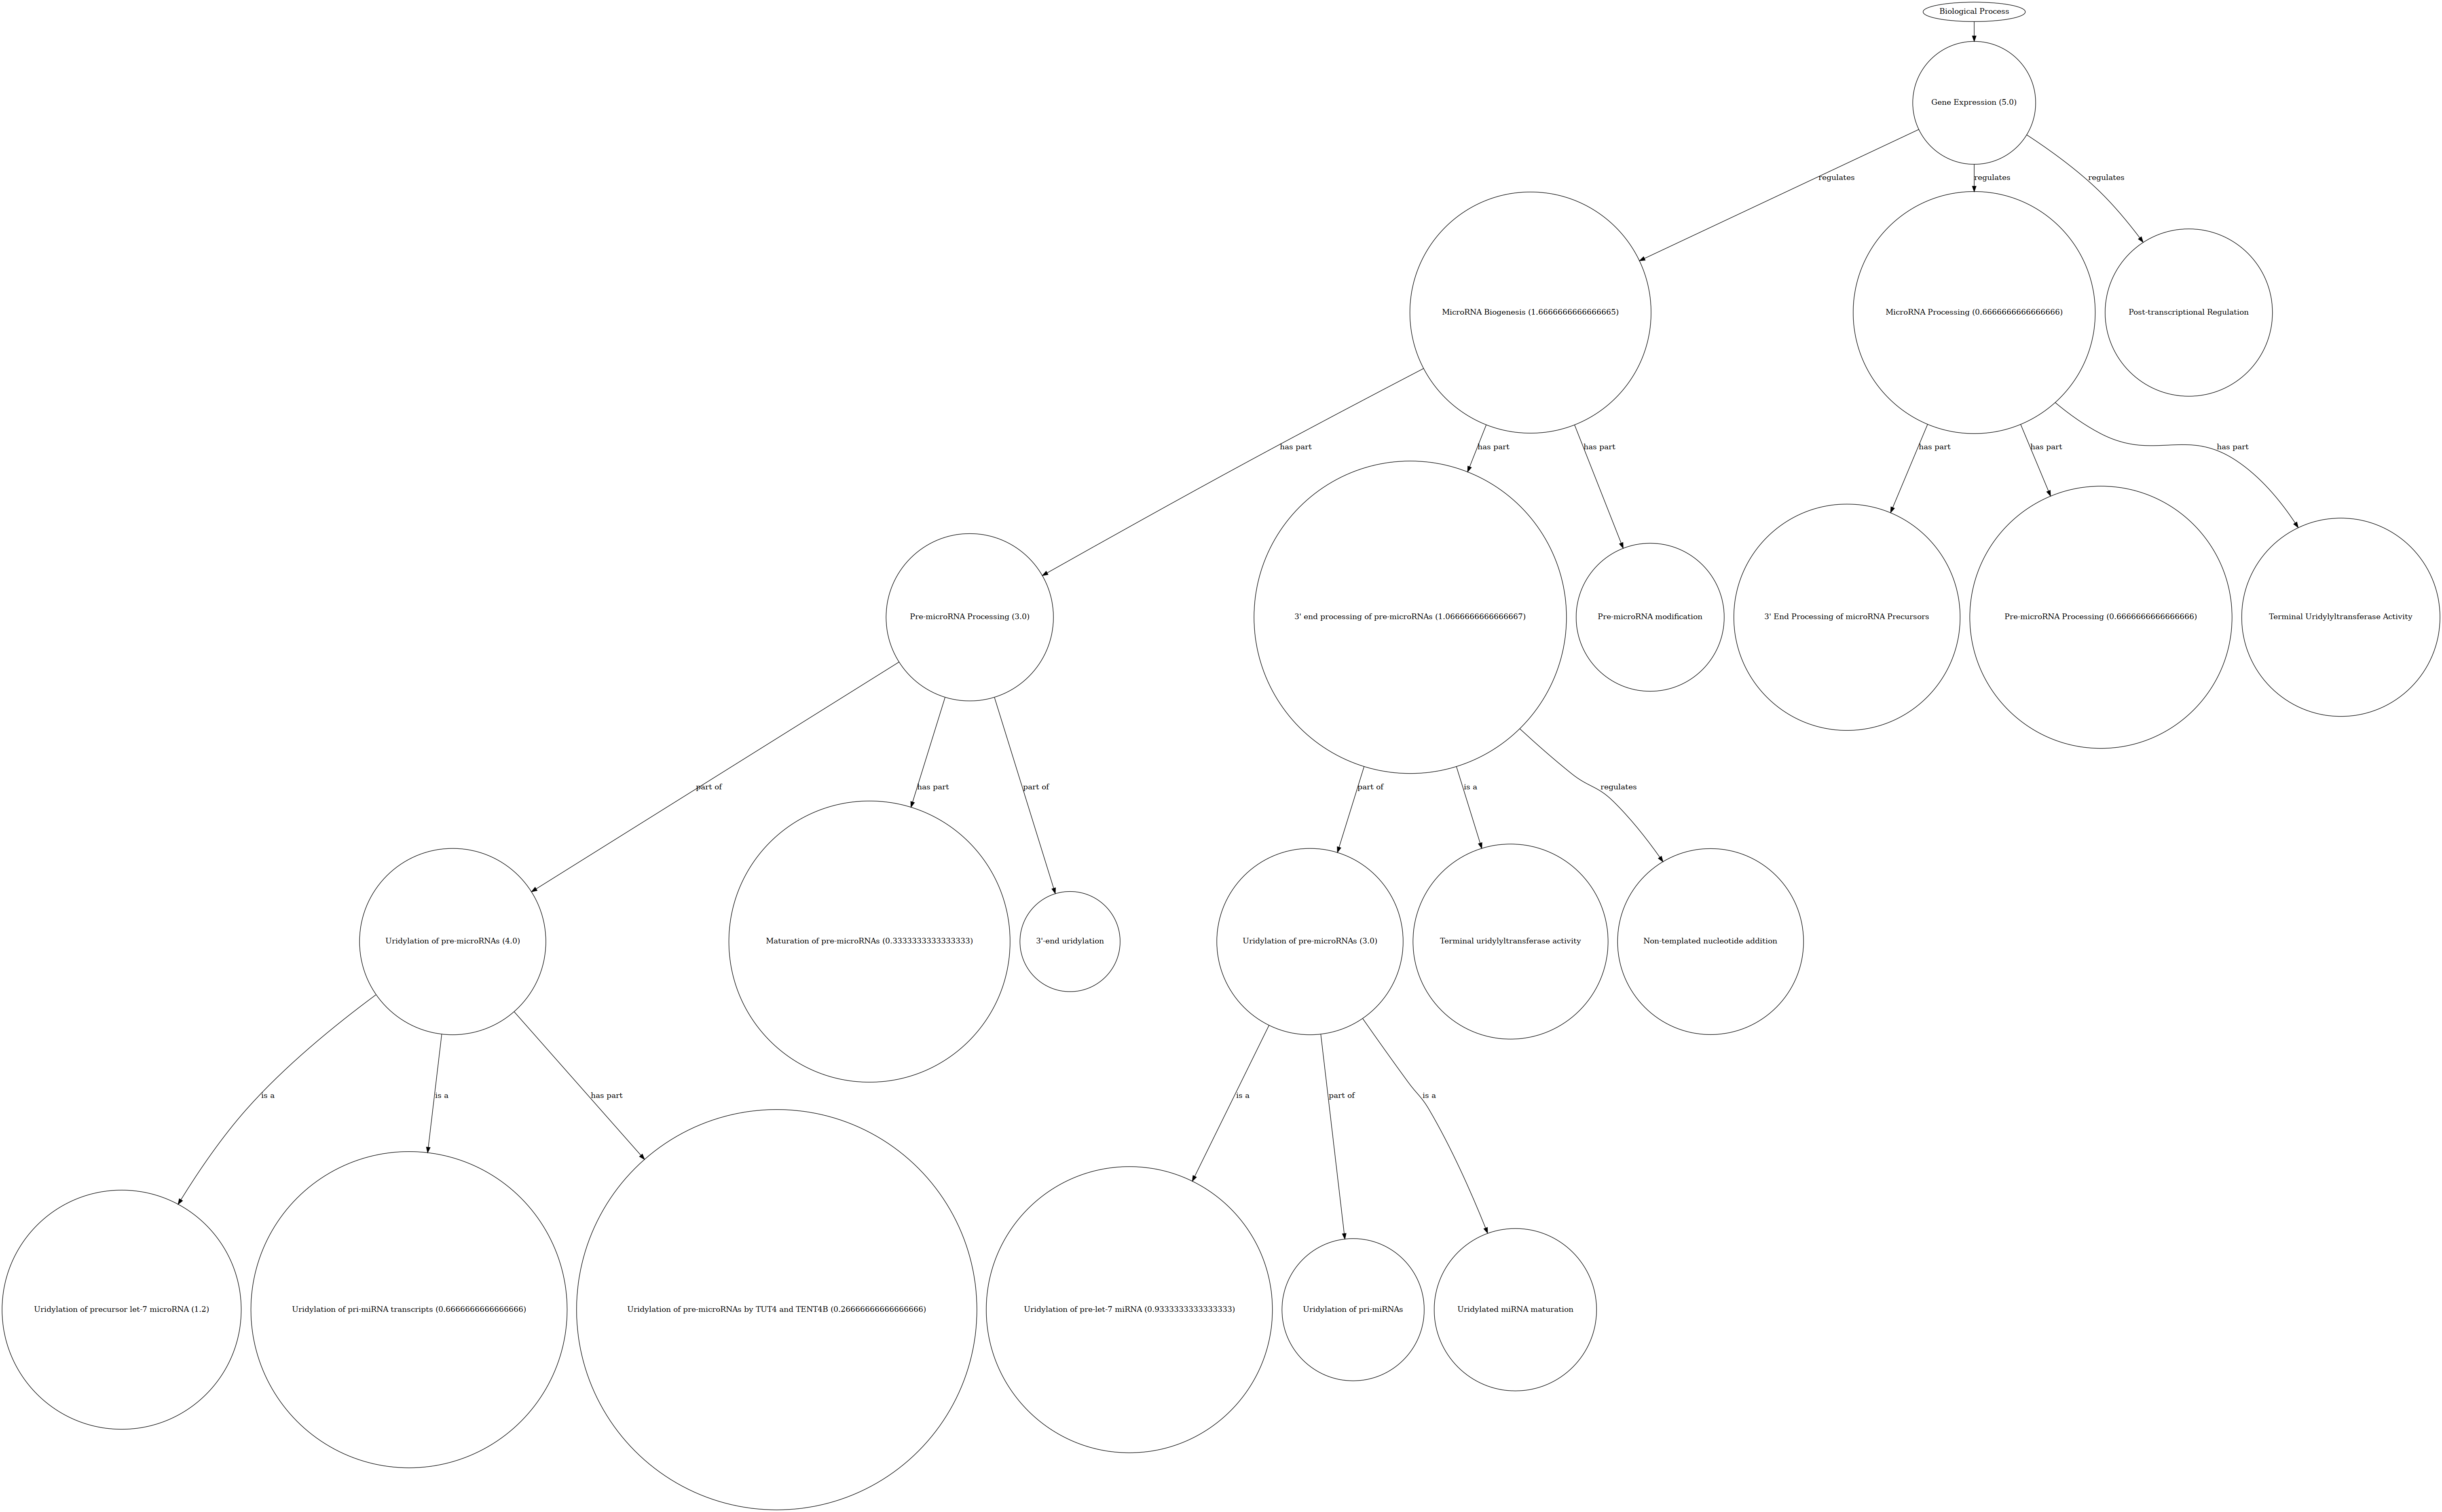 Biological Process
Gene Expression (5.0)
regulates
regulates
regulates
MicroRNA Biogenesis (1.6666666666666665)
MicroRNA Processing (0.6666666666666666)
Post-transcriptional Regulation
has part
has part
has part
has part
has part
has part
Pre-microRNA Processing (3.0)
3' end processing of pre-microRNAs (1.0666666666666667)
Pre-microRNA modification
3' End Processing of microRNA Precursors
Pre-microRNA Processing (0.6666666666666666)
Terminal Uridylyltransferase Activity
part of
has part
part of
part of
is a
regulates
Uridylation of pre-microRNAs (4.0)
Maturation of pre-microRNAs (0.3333333333333333)
3'-end uridylation
Uridylation of pre-microRNAs (3.0)
Terminal uridylyltransferase activity
Non-templated nucleotide addition
is a
is a
has part
is a
part of
is a
Uridylation of precursor let-7 microRNA (1.2)
Uridylation of pri-miRNA transcripts (0.6666666666666666)
Uridylation of pre-microRNAs by TUT4 and TENT4B (0.26666666666666666)
Uridylation of pre-let-7 miRNA (0.9333333333333333)
Uridylation of pri-miRNAs
Uridylated miRNA maturation